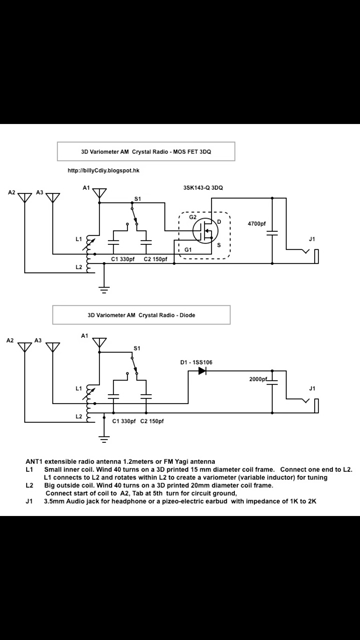 3D Variometer AM Crystal Radio - MOS FET 3DQ
http://billyCdiy.blogspot.hk
A2 A3 A1 S1 3SK143-Q 3DQ
G2 D
4700pf J1
L1 G1 S
L2 C1 330pf C2 150pf
3D Variometer AM Crystal Radio - Diode
A2 A3 A1 S1 D1 - 1SS106
2000pf J1
L1
L2 C1 330pf C2 150pf
ANT1 extensible radio antenna 1.2meters or FM Yagi antenna
L1 Small inner coil. Wind 40 turns on a 3D printed 15 mm diameter coil frame. Connect one end to L2.
L1 connects to L2 and rotates within L2 to create a variometer (variable inductor) for tuning
L2 Big outside coil. Wind 40 turns on a 3D printed 20mm diameter coil frame.
Connect start of coil to A2, Tab at 5th turn for circuit ground,
J1 3.5mm Audio jack for headphone or a pizeo-electric earbud with impedance of 1K to 2K